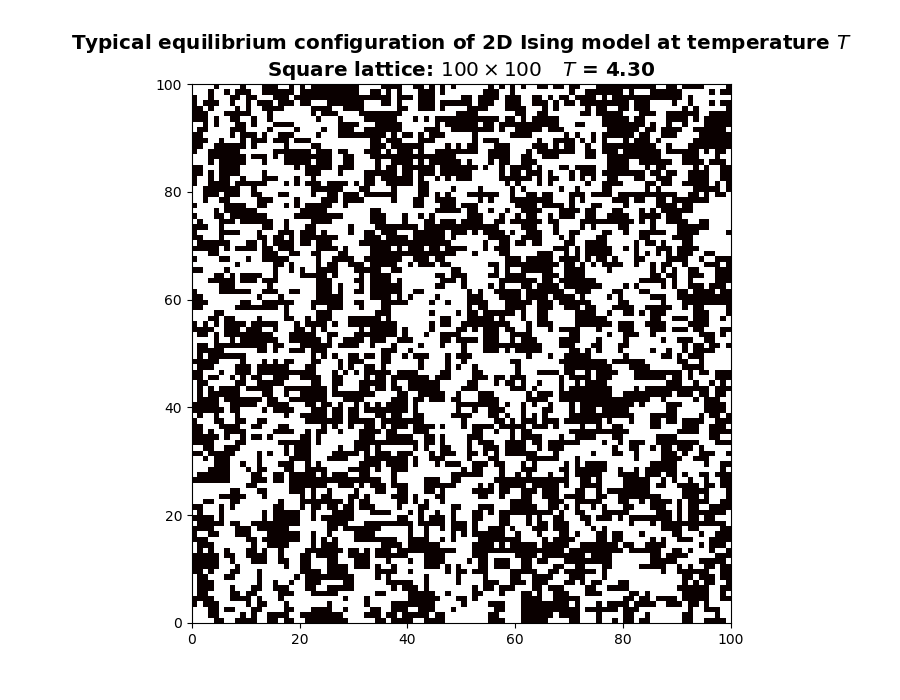 Typical equilibrium configuration of 2D Ising model at temperature T
Square lattice: 100 × 100 T = 4.30
100
80
60
40
20
0
0 20 40 60 80 100